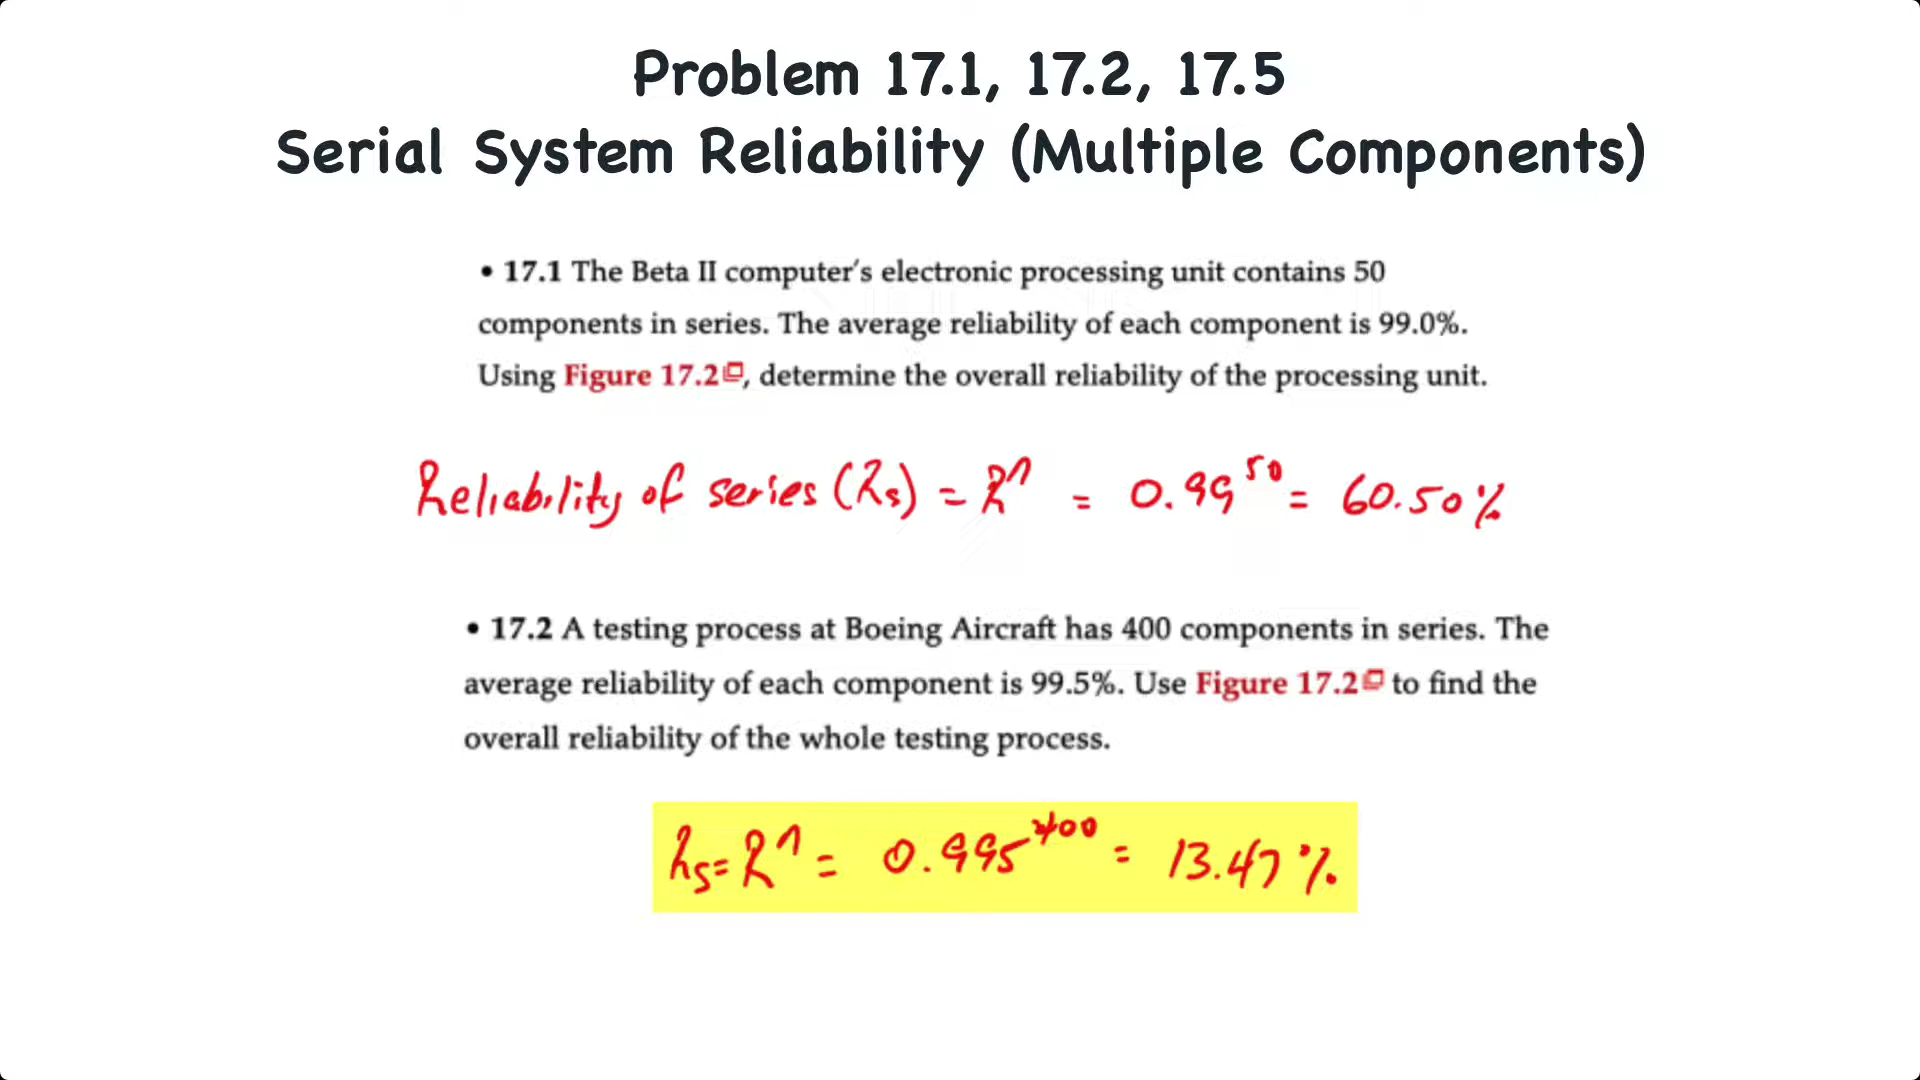 Problem 17.1, 17.2, 17.5
Serial System Reliability (Multiple Components)
• 17.1 The Beta II computer's electronic processing unit contains 50
components in series. The average reliability of each component is 99.0%.
Using Figure 17.2, determine the overall reliability of the processing unit.
Reliability of series (Rs) = R^n = 0.99^50 = 60.50%
• 17.2 A testing process at Boeing Aircraft has 400 components in series. The
average reliability of each component is 99.5%. Use Figure 17.2 to find the
overall reliability of the whole testing process.
Rs = R^n = 0.995^400 = 13.47%